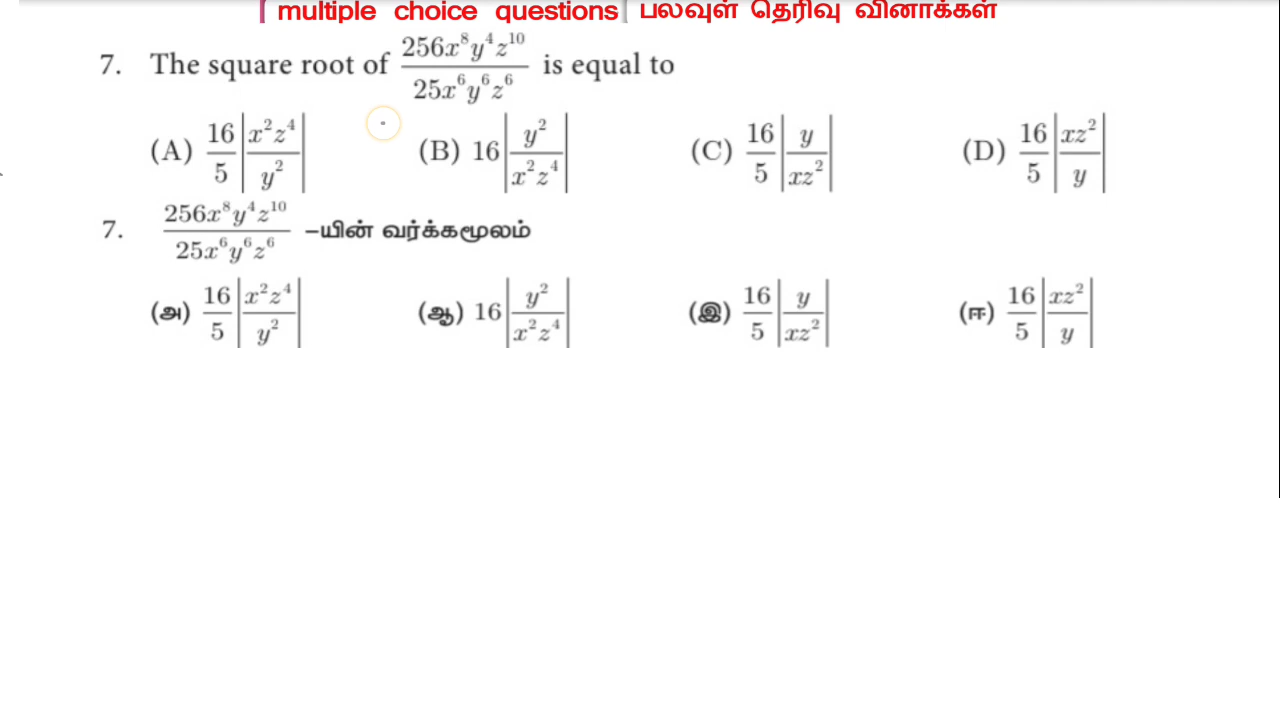 multiple choice questions பலவுள் தெரிவு வினாக்கள்
7. The square root of 256x⁸y⁴z¹⁰ / 25x⁶y⁶z⁶ is equal to
(A) 16/5 |x²z⁴/y²| (B) 16 |y²/x²z⁴| (C) 16/5 |y/xz²| (D) 16/5 |xz²/y|
7. 256x⁸y⁴z¹⁰ / 25x⁶y⁶z⁶ –யின் வர்க்கமூலம்
(அ) 16/5 |x²z⁴/y²| (ஆ) 16 |y²/x²z⁴| (இ) 16/5 |y/xz²| (ஈ) 16/5 |xz²/y|